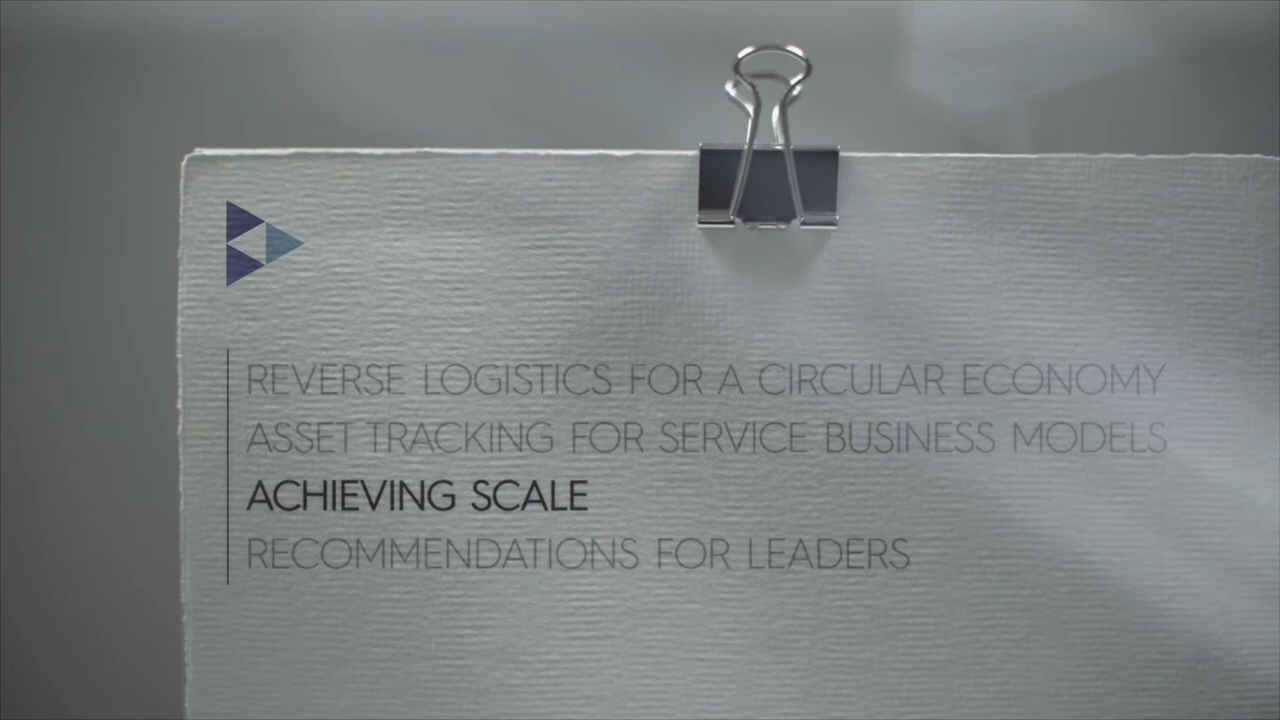 REVERSE LOGISTICS FOR A CIRCULAR ECONOMY
ASSET TRACKING FOR SERVICE BUSINESS MODELS
ACHIEVING SCALE
RECOMMENDATIONS FOR LEADERS